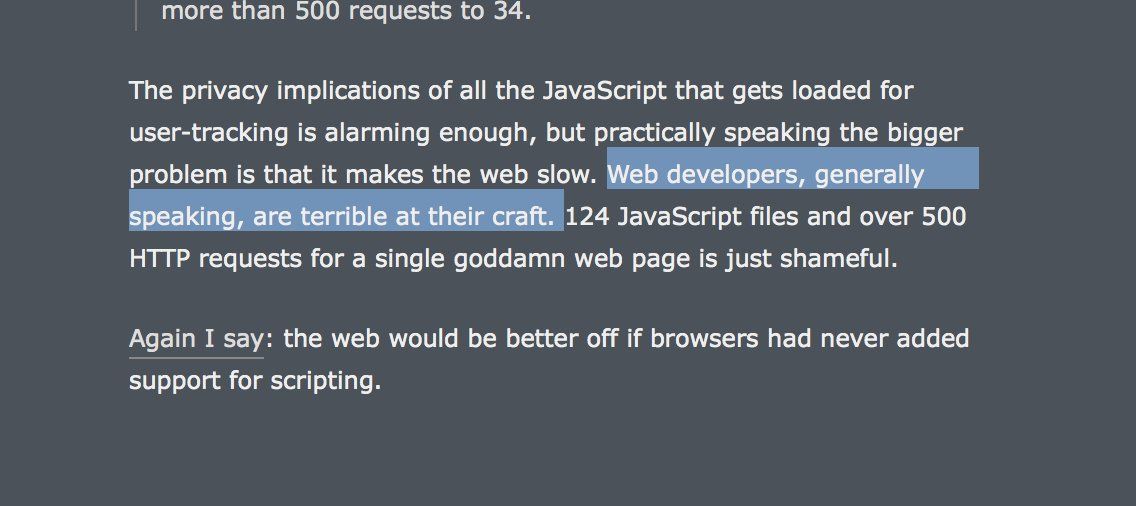 more than 500 requests to 34.
The privacy implications of all the JavaScript that gets loaded for
user-tracking is alarming enough, but practically speaking the bigger
problem is that it makes the web slow. Web developers, generally
speaking, are terrible at their craft. 124 JavaScript files and over 500
HTTP requests for a single goddamn web page is just shameful.
Again I say: the web would be better off if browsers had never added
support for scripting.